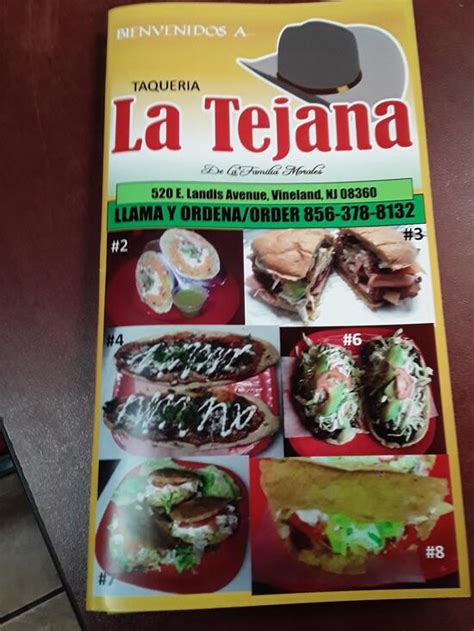 BIENVENIDOS A...
TAQUERIA
La Tejana
De La Familia Morales
520 E. Landis Avenue, Vineland, NJ 08360
LLAMA Y ORDENA/ORDER 856-378-8132
#2
#3
#4
#6
#7
#8